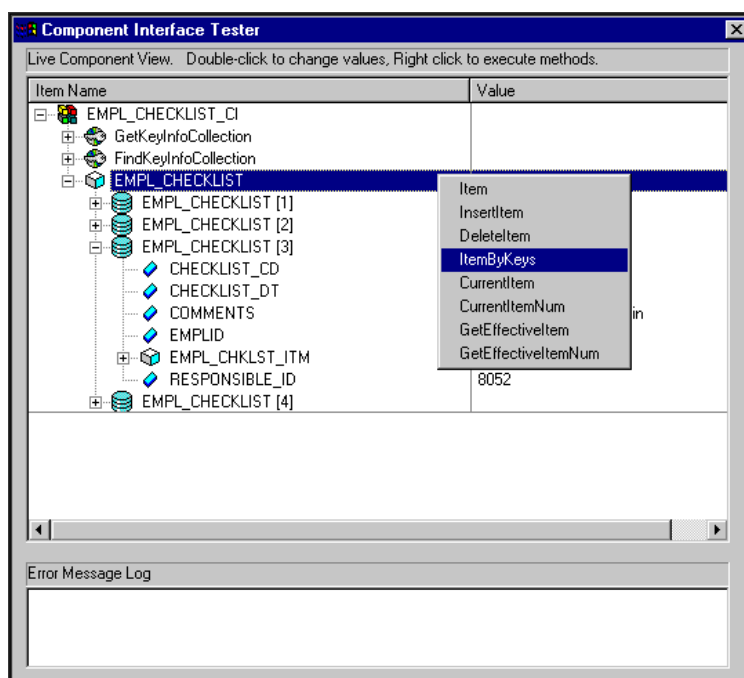 Component Interface Tester
Live Component View. Double-click to change values, Right click to execute methods.
Item Name Value
EMPL_CHECKLIST_CI
GetKeyInfoCollection
FindKeyInfoCollection
EMPL_CHECKLIST
EMPL_CHECKLIST [1]
EMPL_CHECKLIST [2]
EMPL_CHECKLIST [3]
CHECKLIST_CD
CHECKLIST_DT
COMMENTS in
EMPLID
EMPL_CHKLST_ITM
RESPONSIBLE_ID 8052
EMPL_CHECKLIST [4]
Item
InsertItem
DeleteItem
ItemByKeys
CurrentItem
CurrentItemNum
GetEffectiveItem
GetEffectiveItemNum
Error Message Log